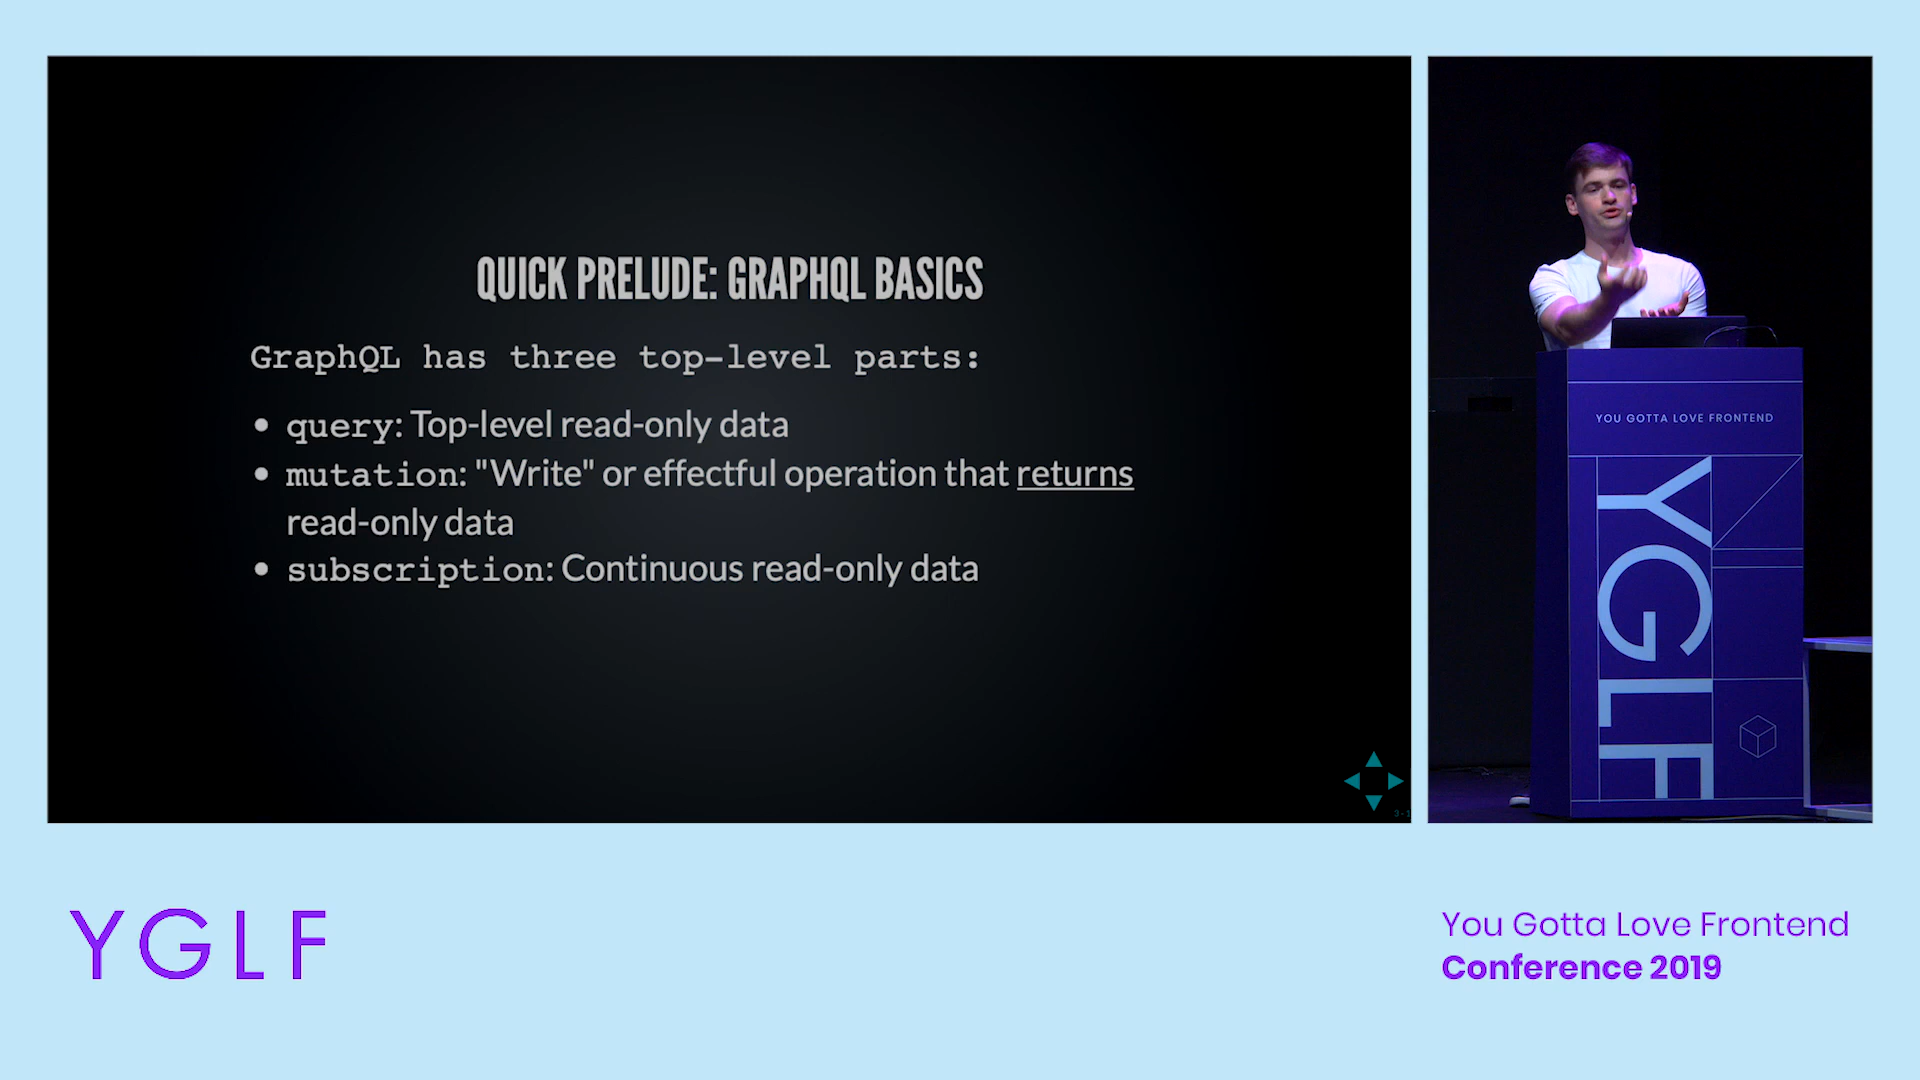 QUICK PRELUDE: GRAPHQL BASICS
GraphQL has three top-level parts:
• query: Top-level read-only data
• mutation: "Write" or effectful operation that returns
read-only data
• subscription: Continuous read-only data
YOU GOTTA LOVE FRONTEND
YGLF
YGLF
You Gotta Love Frontend
Conference 2019